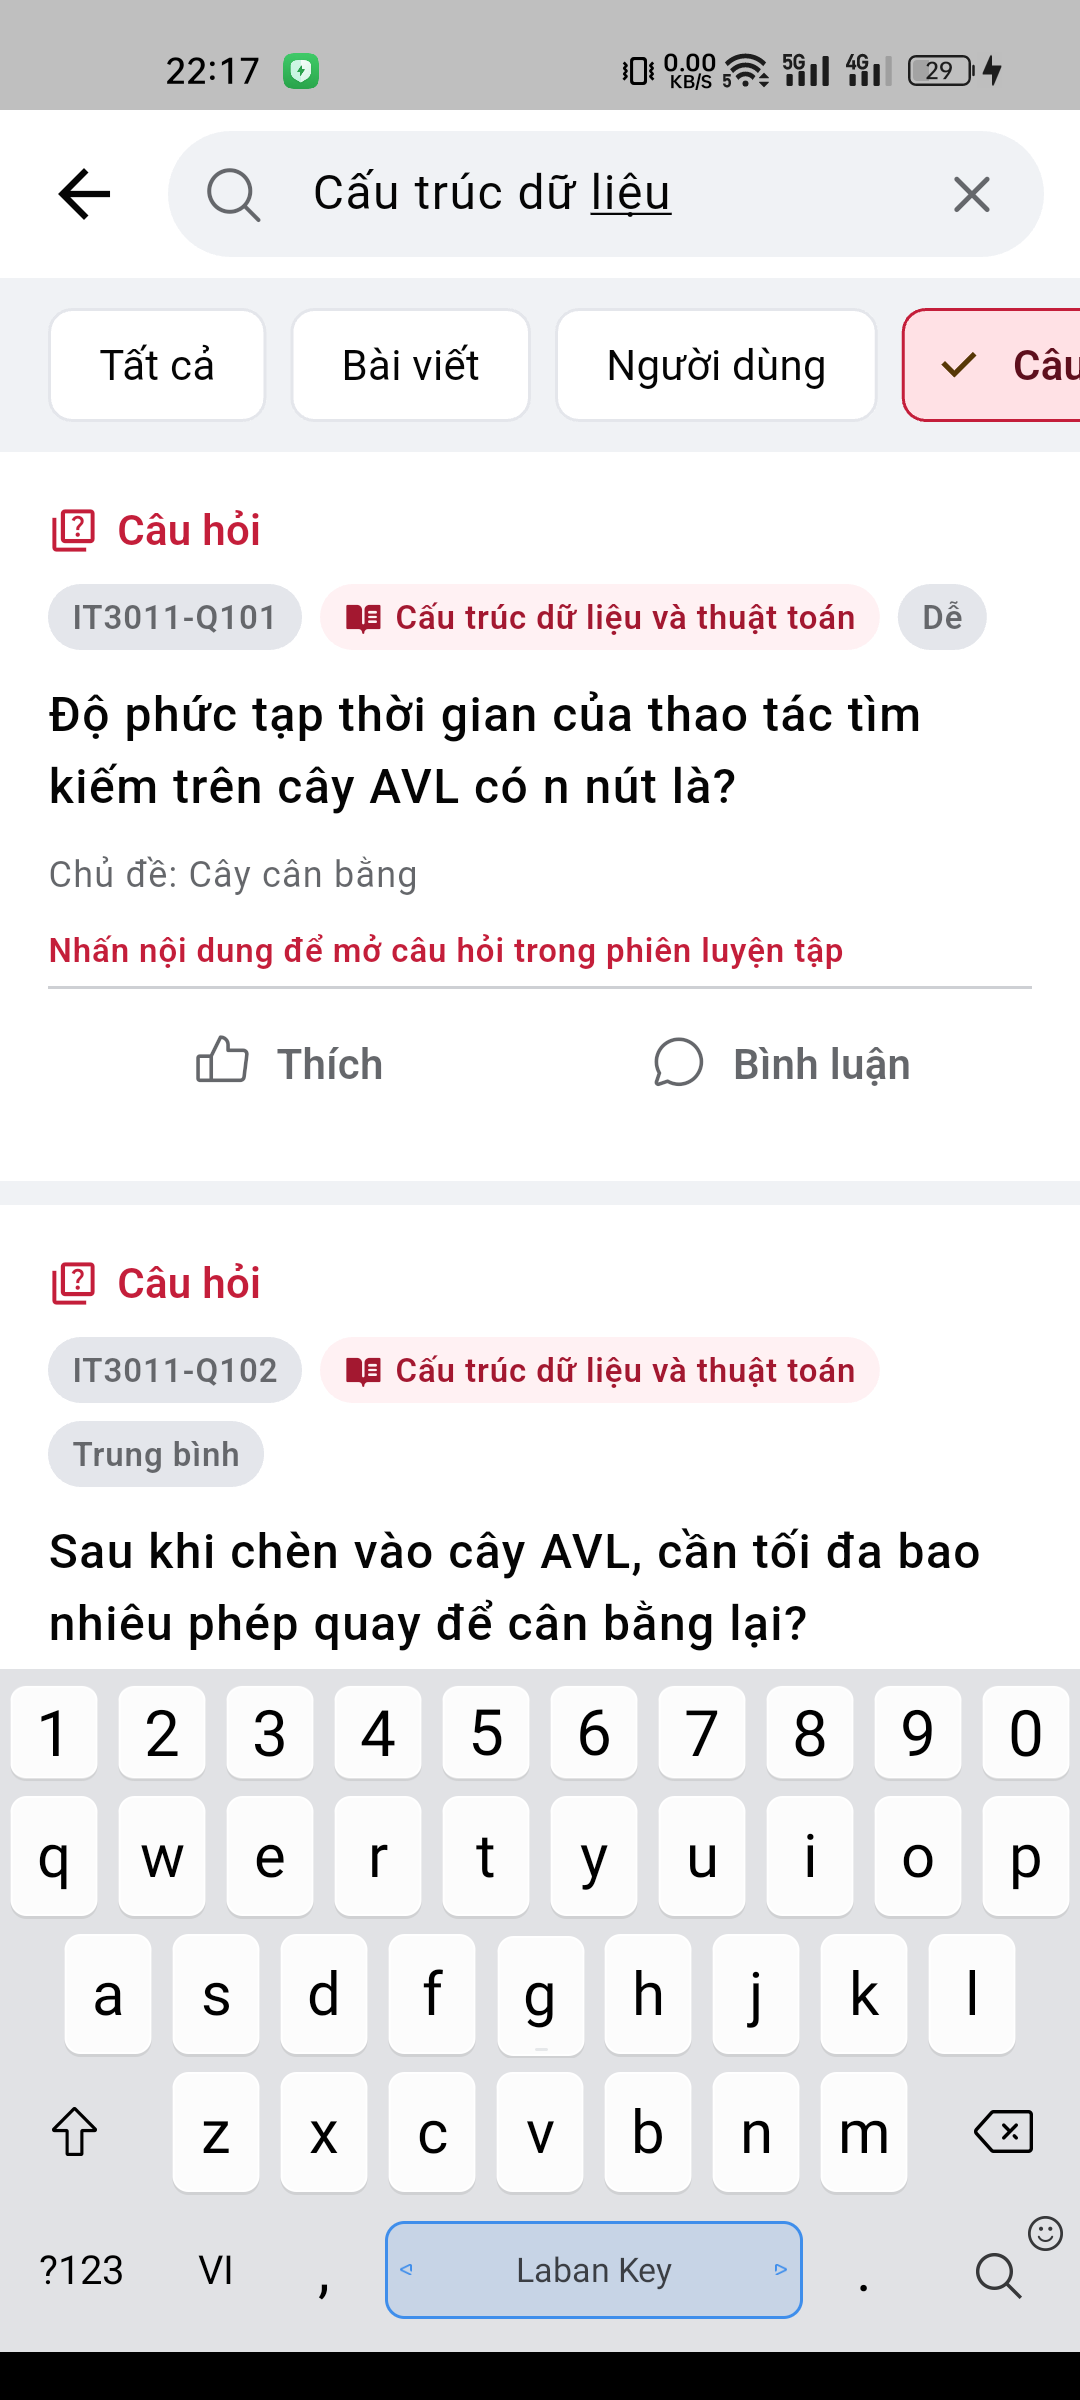 22:17 0.00 KB/S 5 5G 4G 29
Cấu trúc dữ liệu
Tất cả Bài viết Người dùng Câu
Câu hỏi
IT3011-Q101 Cấu trúc dữ liệu và thuật toán Dễ
Độ phức tạp thời gian của thao tác tìm
kiếm trên cây AVL có n nút là?
Chủ đề: Cây cân bằng
Nhấn nội dung để mở câu hỏi trong phiên luyện tập
Thích Bình luận
Câu hỏi
IT3011-Q102 Cấu trúc dữ liệu và thuật toán
Trung bình
Sau khi chèn vào cây AVL, cần tối đa bao
nhiêu phép quay để cân bằng lại?
1 2 3 4 5 6 7 8 9 0
q w e r t y u i o p
a s d f g h j k l
z x c v b n m
?123 VI , Laban Key .